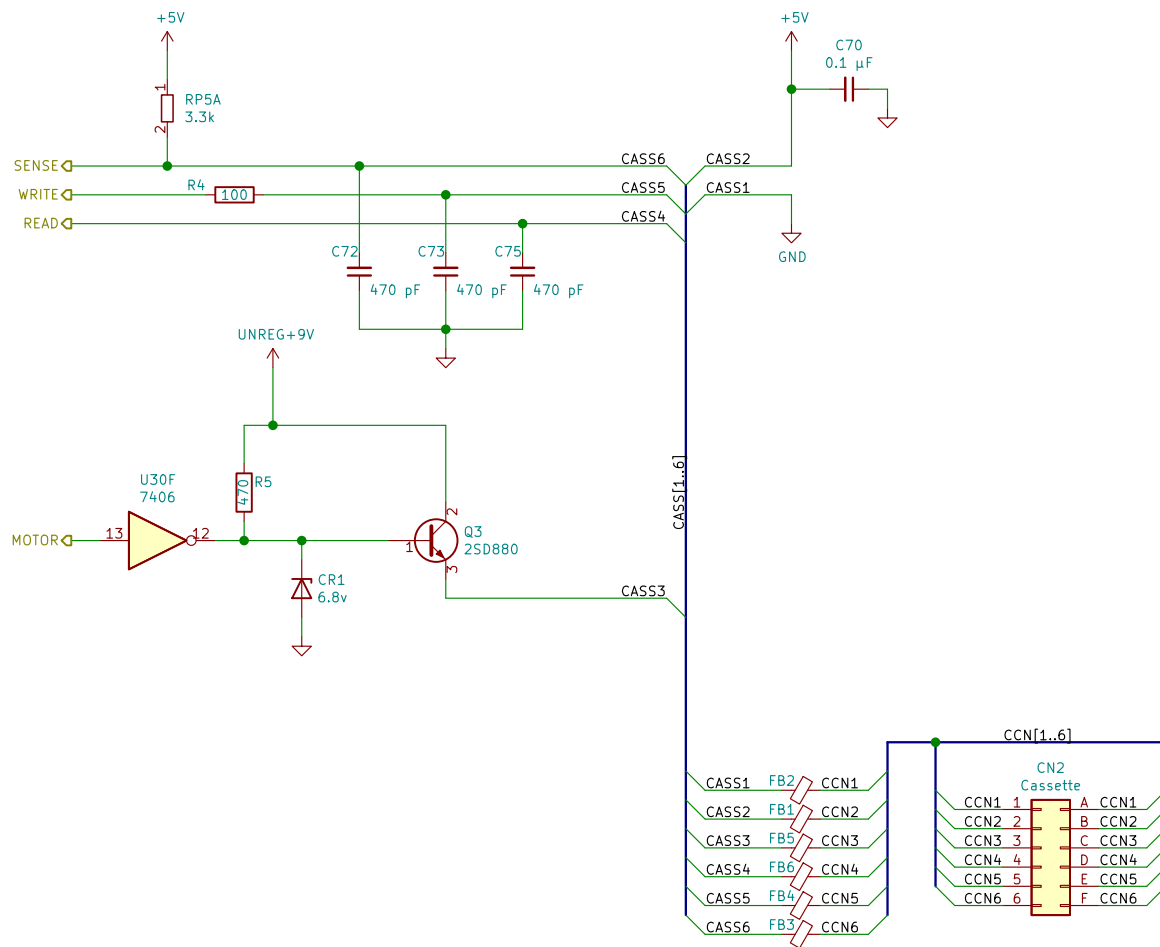 +5V
+5V
C70
0.1 µF
1
RP5A
3.3k
2
SENSE
CASS6
CASS2
WRITE
R4
100
CASS5
CASS1
READ
CASS4
C72
C73
C75
GND
470 pF
470 pF
470 pF
UNREG+9V
CASS[1..6]
U30F
7406
470
R5
2
Q3
2SD880
MOTOR
13
12
1
3
CR1
6.8v
CASS3
CCN[1..6]
CN2
Cassette
CASS1
FB2
CCN1
CASS2
FB1
CCN2
CASS3
FB5
CCN3
CASS4
FB6
CCN4
CASS5
FB4
CCN5
CASS6
FB3
CCN6
CCN1 1 A CCN1
CCN2 2 B CCN2
CCN3 3 C CCN3
CCN4 4 D CCN4
CCN5 5 E CCN5
CCN6 6 F CCN6